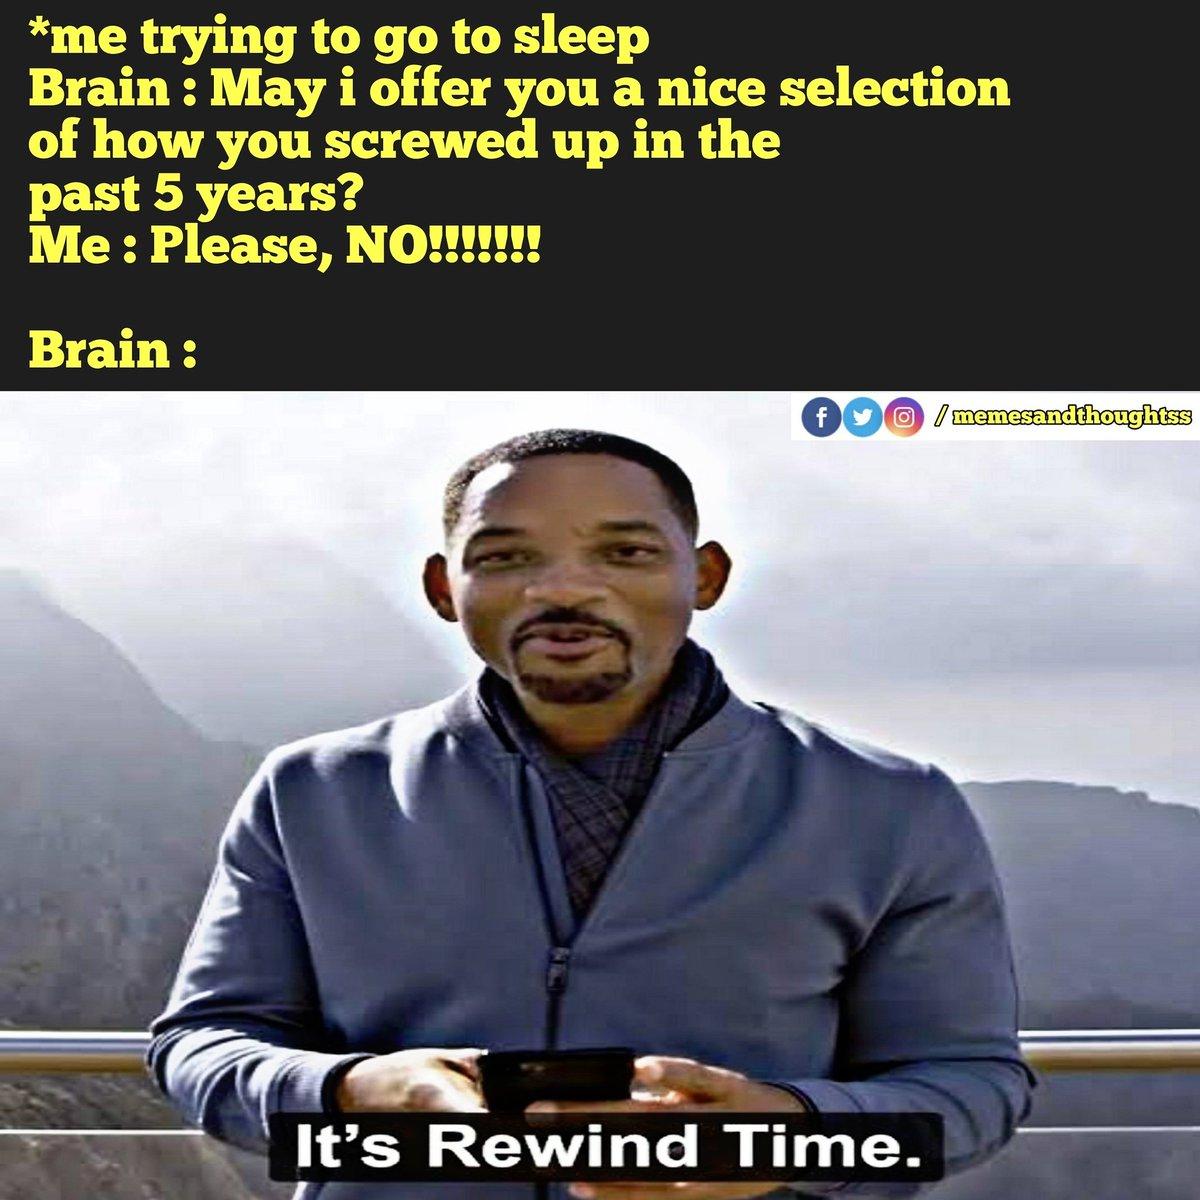 *me trying to go to sleep
Brain : May i offer you a nice selection
of how you screwed up in the
past 5 years?
Me : Please, NO!!!!!!!
Brain :
/ memesandthoughtss
It's Rewind Time.